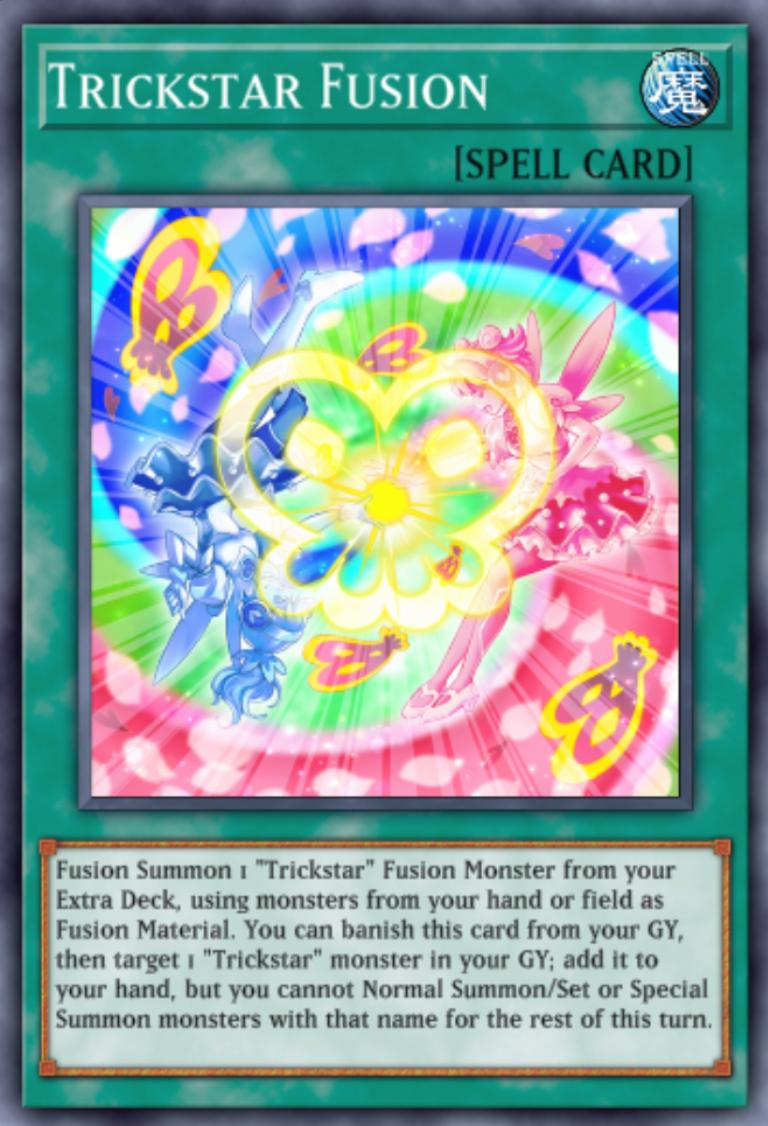 Trickstar Fusion
SPELL
魔
[SPELL CARD]
Fusion Summon 1 "Trickstar" Fusion Monster from your
Extra Deck, using monsters from your hand or field as
Fusion Material. You can banish this card from your GY,
then target 1 "Trickstar" monster in your GY; add it to
your hand, but you cannot Normal Summon/Set or Special
Summon monsters with that name for the rest of this turn.